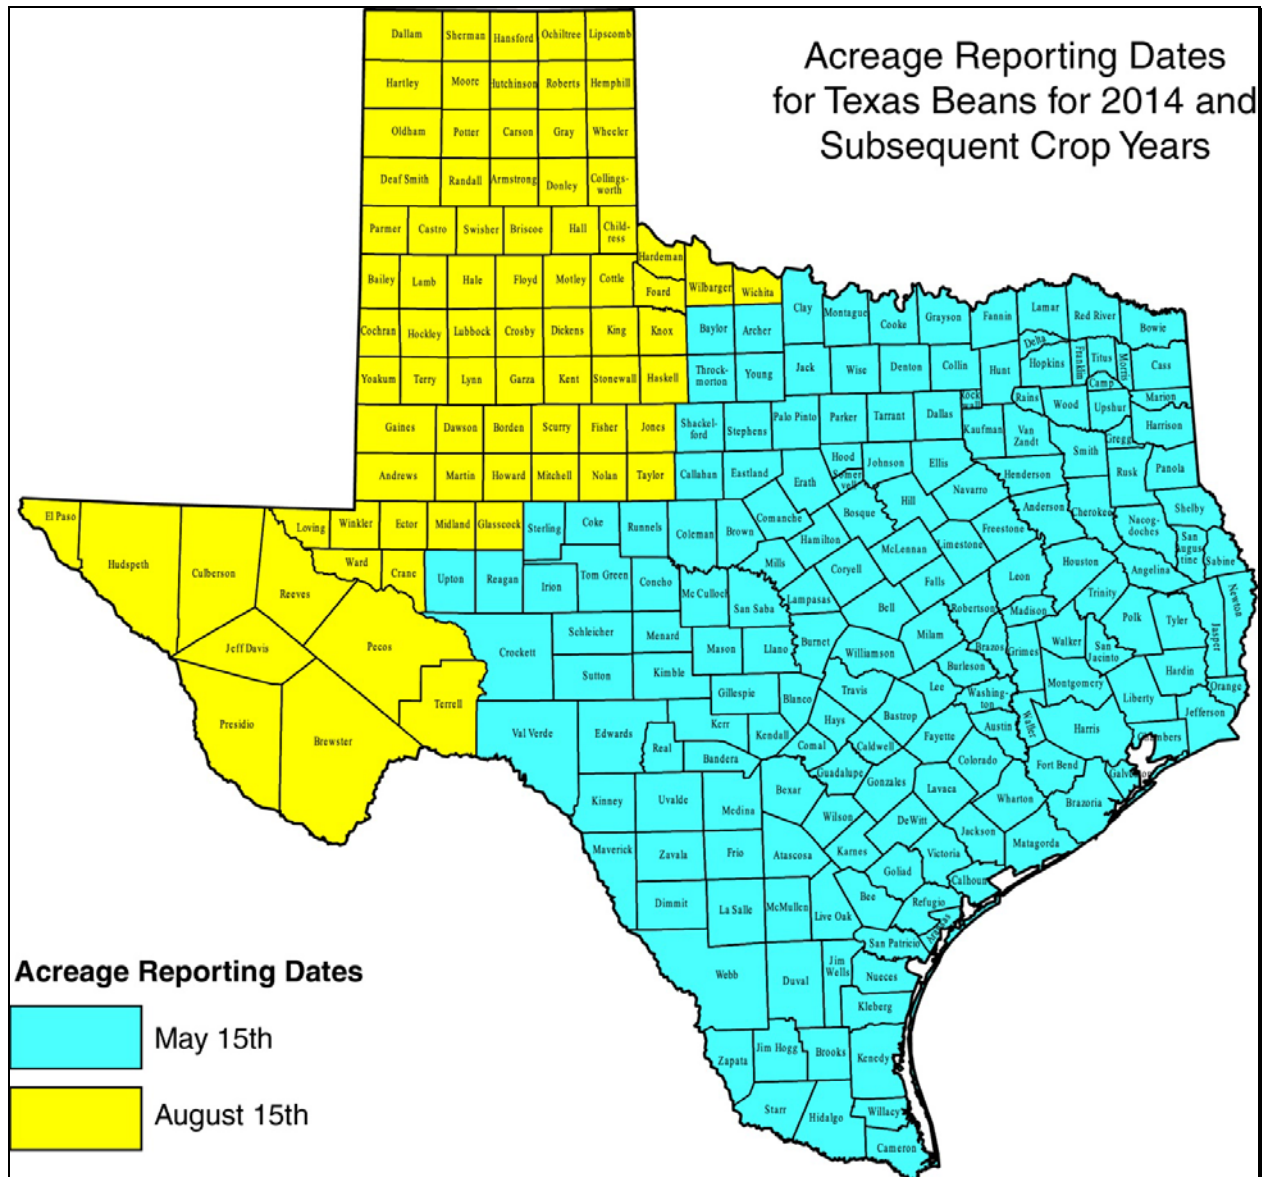 Acreage Reporting Dates
for Texas Beans for 2014 and
Subsequent Crop Years
Dallam
Sherman
Hansford
Ochiltree
Lipscomb
Hartley
Moore
Hutchinson
Roberts
Hemphill
Oldham
Potter
Carson
Gray
Wheeler
Deaf Smith
Randall
Armstrong
Donley
Collings-
worth
Parmer
Castro
Swisher
Briscoe
Hall
Child-
ress
Hardeman
Bailey
Lamb
Hale
Floyd
Motley
Cottle
Foard
Wilbarger
Wichita
Clay
Montague
Cooke
Grayson
Fannin
Lamar
Red River
Bowie
Cochran
Hockley
Lubbock
Crosby
Dickens
King
Knox
Baylor
Archer
Delta
Yoakum
Terry
Lynn
Garza
Kent
Stonewall
Haskell
Throck-
morton
Young
Jack
Wise
Denton
Collin
Hunt
Hopkins
Franklin
Titus
Morris
Camp
Cass
Gaines
Dawson
Borden
Scurry
Fisher
Jones
Shackel-
ford
Stephens
Palo Pinto
Parker
Tarrant
Dallas
Rock
wall
Kaufman
Rains
Van
Zandt
Wood
Upshur
Marion
Harrison
Gregg
Andrews
Martin
Howard
Mitchell
Nolan
Taylor
Callahan
Eastland
Erath
Hood
Somer
vell
Johnson
Ellis
Henderson
Smith
Rusk
Panola
El Paso
Hudspeth
Culberson
Reeves
Loving
Winkler
Ector
Midland
Glasscock
Sterling
Coke
Runnels
Coleman
Brown
Comanche
Hamilton
Bosque
Hill
Navarro
Freestone
Anderson
Cherokee
Nacog-
doches
Shelby
San
Augus
tine
Sabine
Ward
Crane
Upton
Reagan
Irion
Tom Green
Concho
Mc Culloch
San Saba
Mills
Lampasas
Coryell
McLennan
Limestone
Falls
Bell
Leon
Houston
Angelina
Trinity
Robertson
Madison
Polk
Tyler
Jasper
Newton
Jeff Davis
Pecos
Crockett
Schleicher
Menard
Mason
Llano
Burnet
Williamson
Milam
Brazos
Grimes
Walker
San
Jacinto
Hardin
Presidio
Brewster
Terrell
Sutton
Kimble
Gillespie
Blanco
Travis
Lee
Burleson
Washing-
ton
Montgomery
Liberty
Orange
Jefferson
Val Verde
Edwards
Real
Kerr
Kendall
Bandera
Hays
Comal
Caldwell
Bastrop
Fayette
Austin
Waller
Harris
Chambers
Galveston
Kinney
Uvalde
Medina
Bexar
Guadalupe
Gonzales
Lavaca
Colorado
Wharton
Fort Bend
Brazoria
Maverick
Zavala
Frio
Atascosa
Wilson
Karnes
DeWitt
Victoria
Jackson
Matagorda
Dimmit
La Salle
McMullen
Live Oak
Bee
Goliad
Calhoun
Refugio
Aransas
San Patricio
Webb
Duval
Jim
Wells
Nueces
Kleberg
Zapata
Jim Hogg
Brooks
Kenedy
Starr
Hidalgo
Willacy
Cameron
Acreage Reporting Dates
May 15th
August 15th